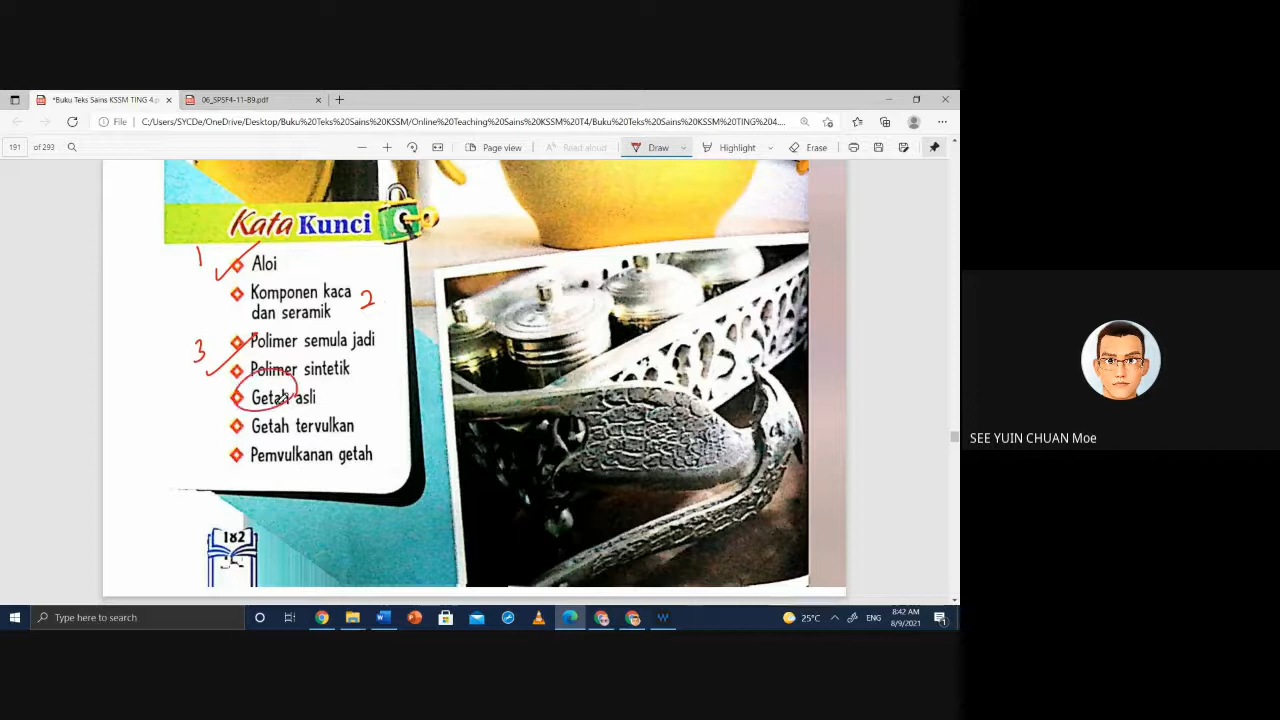 *Buku Teks Sains KSSM TING 4.p
06_SPSF4-11-B9.pdf
File
C:/Users/SYCDe/OneDrive/Desktop/Buku%20Teks%20Sains%20KSSM/Online%20Teaching%20Sains%20KSSM%20T4/Buku%20Teks%20Sains%20KSSM%20TING%204....
191 of 293
Page view
Read aloud
Draw
Highlight
Erase
Kata Kunci
1
Aloi
Komponen kaca 2
dan seramik
3
Polimer semula jadi
Polimer sintetik
Getah asli
Getah tervulkan
Pemvulkanan getah
182
SEE YUIN CHUAN Moe
Type here to search
25°C
ENG
8:42 AM
8/9/2021
1